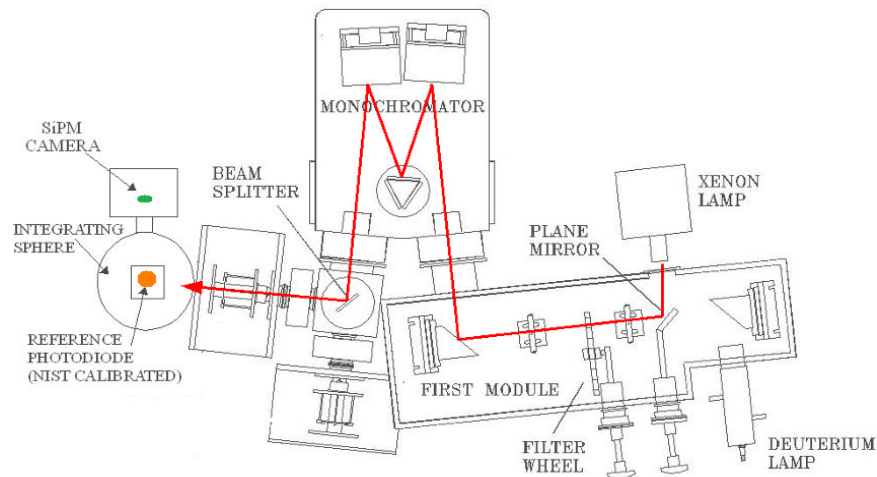 MONOCHROMATOR
SiPM
CAMERA
BEAM
SPLITTER
XENON
LAMP
INTEGRATING
SPHERE
PLANE
MIRROR
REFERENCE
PHOTODIODE
(NIST CALIBRATED)
FIRST MODULE
FILTER
WHEEL
DEUTERIUM
LAMP